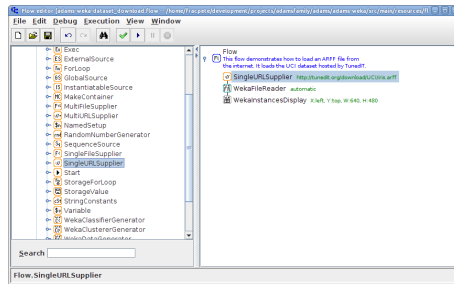 Flow editor [adams-weka-dataset_download.flow --/home/fracpete/development/projects/adamsfamily/adams/adams-weka/src/main/resources/fl
File Edit Debug Execution View Window
Exec
ExternalSource
ForLoop
GlobalSource
InstantiatableSource
MakeContainer
MultiFileSupplier
MultiURLSupplier
NamedSetup
RandomNumberGenerator
SequenceSource
SingleFileSupplier
SingleURLSupplier
Start
StorageForLoop
StorageValue
StringConstants
Variable
WekaClassifierGenerator
WekaClustererGenerator
WekaDataGenerator
Search
Flow
This flow demonstrates how to load an ARFF file from
the internet. It loads the UCI dataset hosted by TunedIT.
SingleURLSupplier http://tunedit.org/download/UCI/iris.arff
WekaFileReader automatic
WekaInstancesDisplay X:left, Y:top, W:640, H:480
Flow.SingleURLSupplier